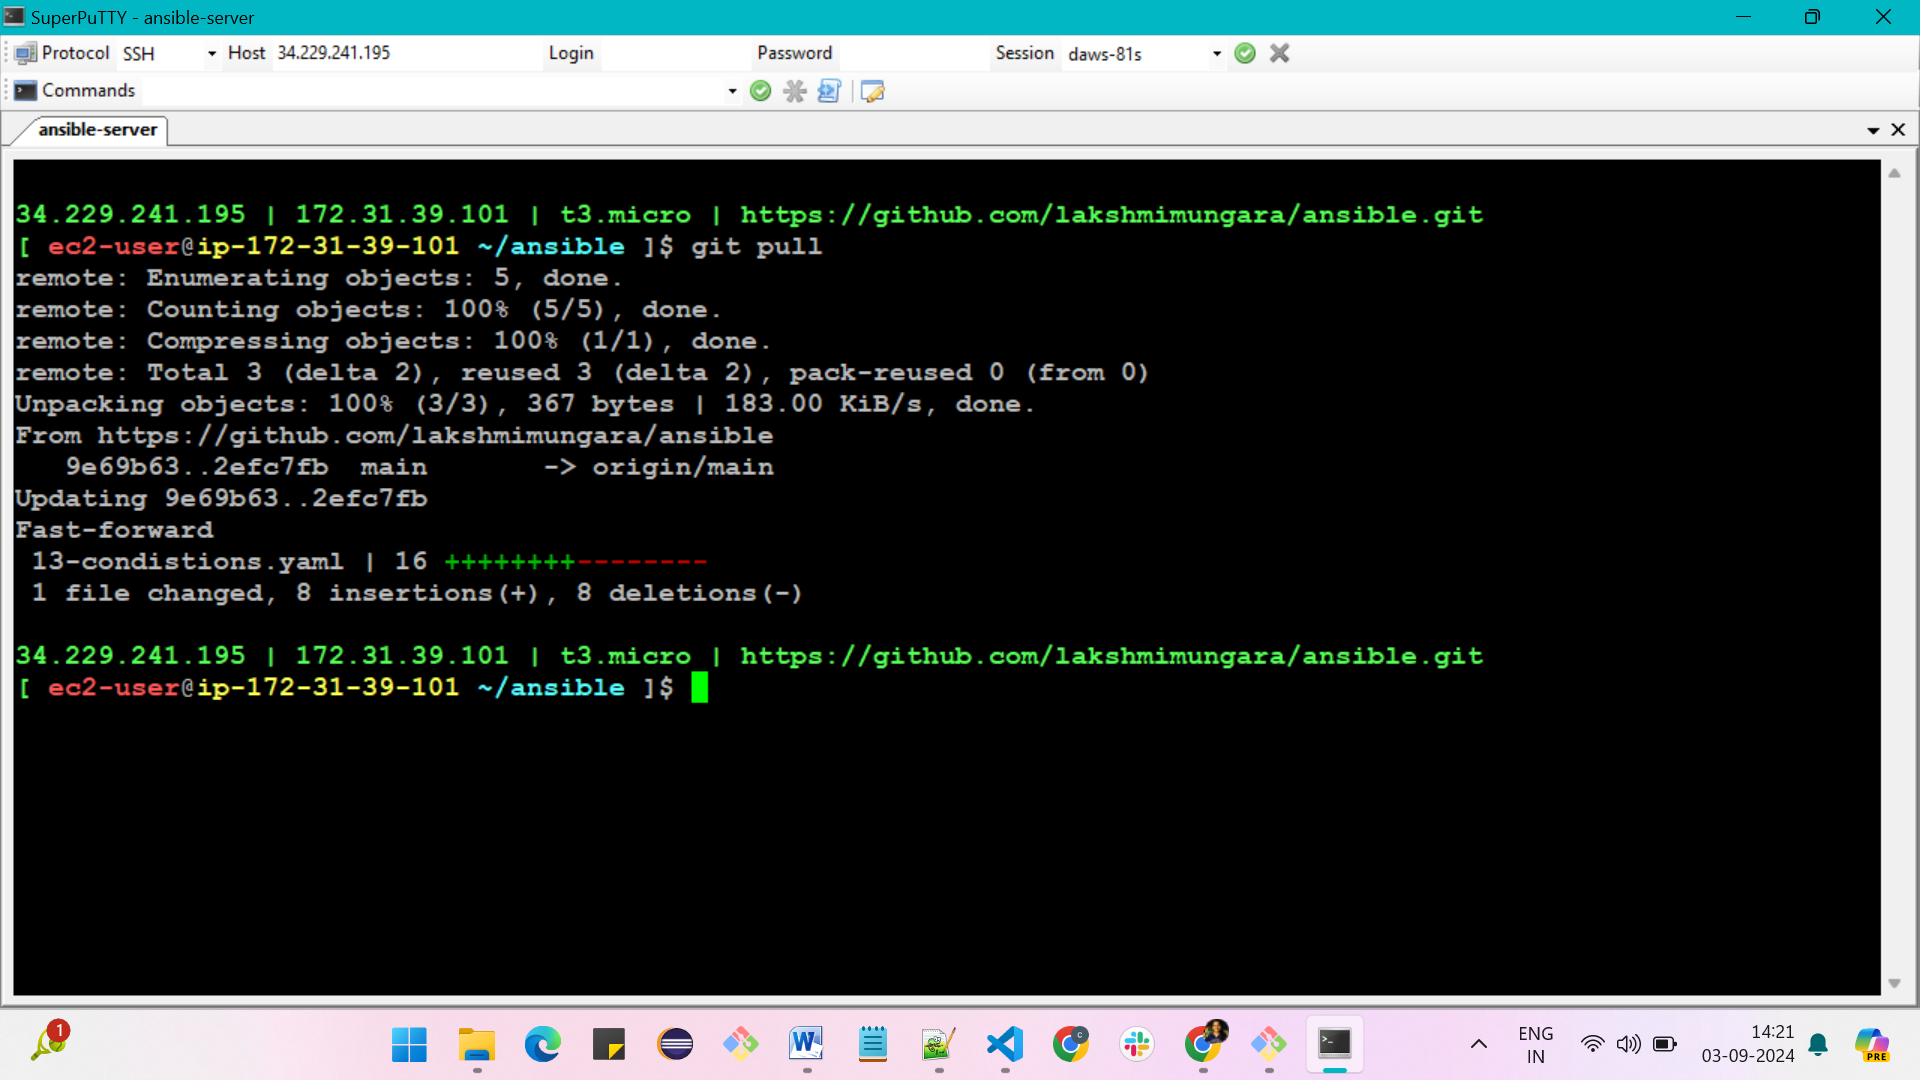 SuperPuTTY - ansible-server
Protocol SSH Host 34.229.241.195 Login Password Session daws-81s
Commands
ansible-server
34.229.241.195 | 172.31.39.101 | t3.micro | https://github.com/lakshmimungara/ansible.git
[ ec2-user@ip-172-31-39-101 ~/ansible ]$ git pull
remote: Enumerating objects: 5, done.
remote: Counting objects: 100% (5/5), done.
remote: Compressing objects: 100% (1/1), done.
remote: Total 3 (delta 2), reused 3 (delta 2), pack-reused 0 (from 0)
Unpacking objects: 100% (3/3), 367 bytes | 183.00 KiB/s, done.
From https://github.com/lakshmimungara/ansible
   9e69b63..2efc7fb  main       -> origin/main
Updating 9e69b63..2efc7fb
Fast-forward
 13-condistions.yaml | 16 ++++++++--------
 1 file changed, 8 insertions(+), 8 deletions(-)
34.229.241.195 | 172.31.39.101 | t3.micro | https://github.com/lakshmimungara/ansible.git
[ ec2-user@ip-172-31-39-101 ~/ansible ]$
1
W
C
PRE
ENG
IN
14:21
03-09-2024